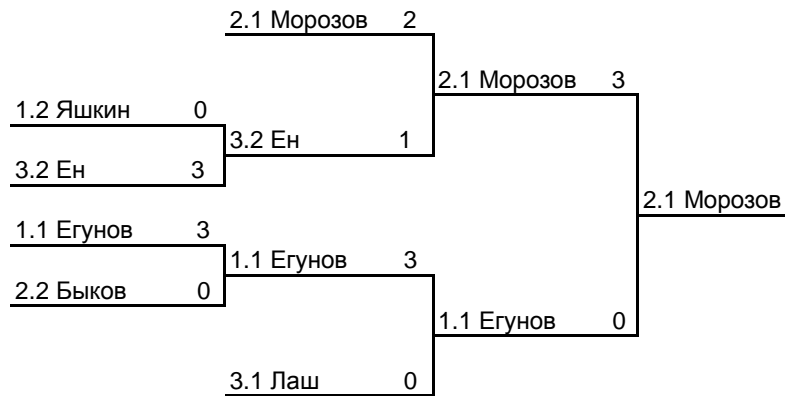 2.1 Морозов 2
2.1 Морозов 3
1.2 Яшкин 0
3.2 Ен 1
3.2 Ен 3
2.1 Морозов
1.1 Егунов 3
1.1 Егунов 3
2.2 Быков 0
1.1 Егунов 0
3.1 Лаш 0